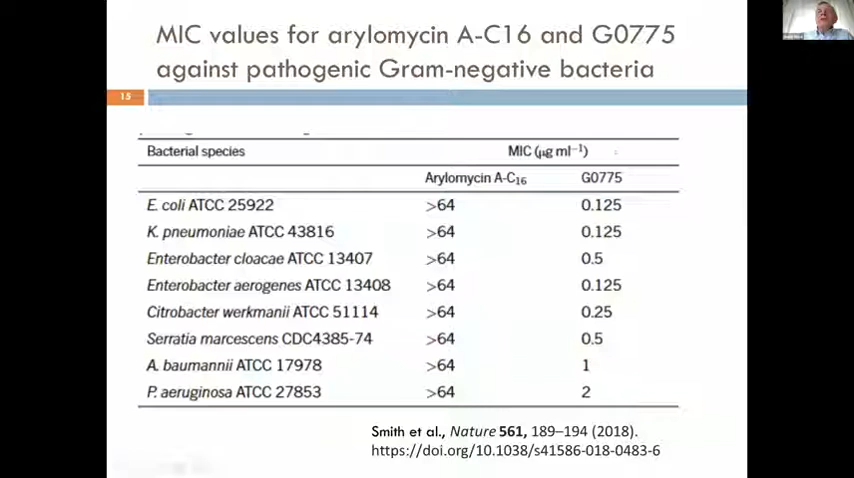 MIC values for arylomycin A-C16 and G0775
against pathogenic Gram-negative bacteria
15
Bacterial species MIC (μg ml⁻¹)
Arylomycin A-C₁₆ G0775
E. coli ATCC 25922 >64 0.125
K. pneumoniae ATCC 43816 >64 0.125
Enterobacter cloacae ATCC 13407 >64 0.5
Enterobacter aerogenes ATCC 13408 >64 0.125
Citrobacter werkmanii ATCC 51114 >64 0.25
Serratia marcescens CDC4385-74 >64 0.5
A. baumannii ATCC 17978 >64 1
P. aeruginosa ATCC 27853 >64 2
Smith et al., Nature 561, 189–194 (2018).
https://doi.org/10.1038/s41586-018-0483-6